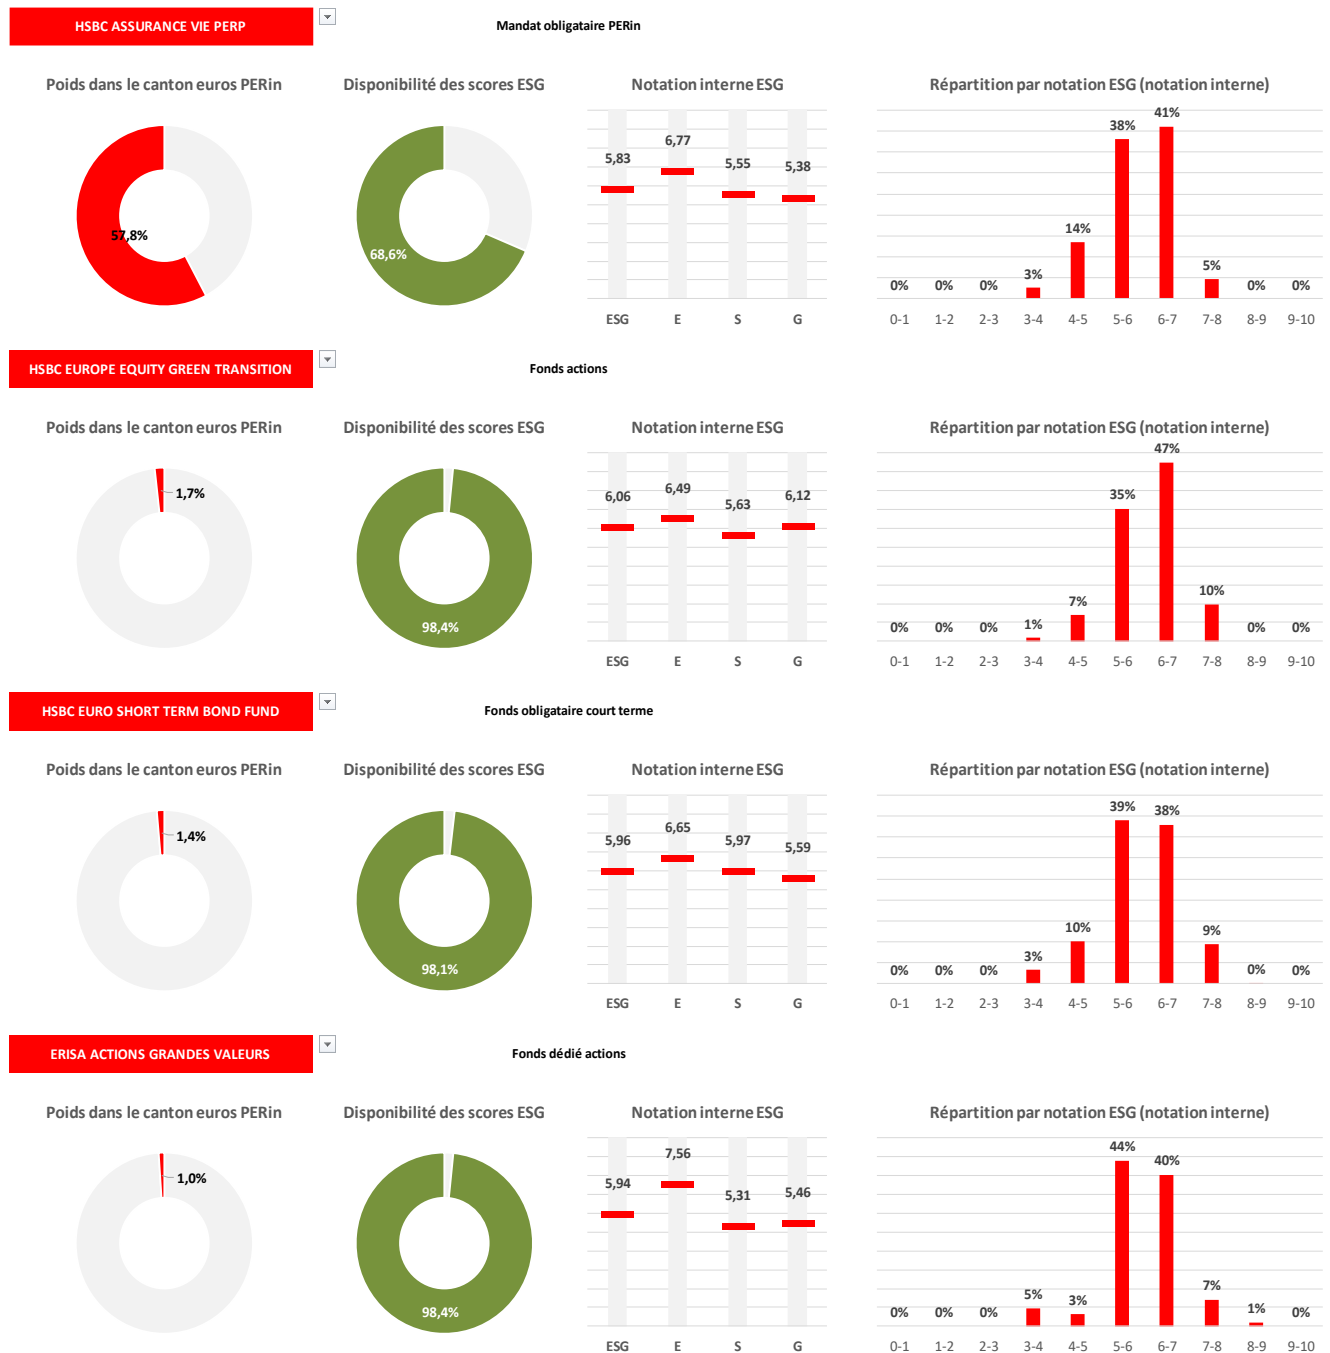 HSBC ASSURANCE VIE PERP
Mandat obligataire PERin
Poids dans le canton euros PERin
Disponibilité des scores ESG
Notation interne ESG
Répartition par notation ESG (notation interne)
57,8%
68,6%
5,83 6,77 5,55 5,38
ESG E S G
0% 0% 0% 3% 14% 38% 41% 5% 0% 0%
0-1 1-2 2-3 3-4 4-5 5-6 6-7 7-8 8-9 9-10
HSBC EUROPE EQUITY GREEN TRANSITION
Fonds actions
Poids dans le canton euros PERin
Disponibilité des scores ESG
Notation interne ESG
Répartition par notation ESG (notation interne)
1,7%
98,4%
6,06 6,49 5,63 6,12
ESG E S G
0% 0% 0% 1% 7% 35% 47% 10% 0% 0%
0-1 1-2 2-3 3-4 4-5 5-6 6-7 7-8 8-9 9-10
HSBC EURO SHORT TERM BOND FUND
Fonds obligataire court terme
Poids dans le canton euros PERin
Disponibilité des scores ESG
Notation interne ESG
Répartition par notation ESG (notation interne)
1,4%
98,1%
5,96 6,65 5,97 5,59
ESG E S G
0% 0% 0% 3% 10% 39% 38% 9% 0% 0%
0-1 1-2 2-3 3-4 4-5 5-6 6-7 7-8 8-9 9-10
ERISA ACTIONS GRANDES VALEURS
Fonds dédié actions
Poids dans le canton euros PERin
Disponibilité des scores ESG
Notation interne ESG
Répartition par notation ESG (notation interne)
1,0%
98,4%
5,94 7,56 5,31 5,46
ESG E S G
0% 0% 0% 5% 3% 44% 40% 7% 1% 0%
0-1 1-2 2-3 3-4 4-5 5-6 6-7 7-8 8-9 9-10